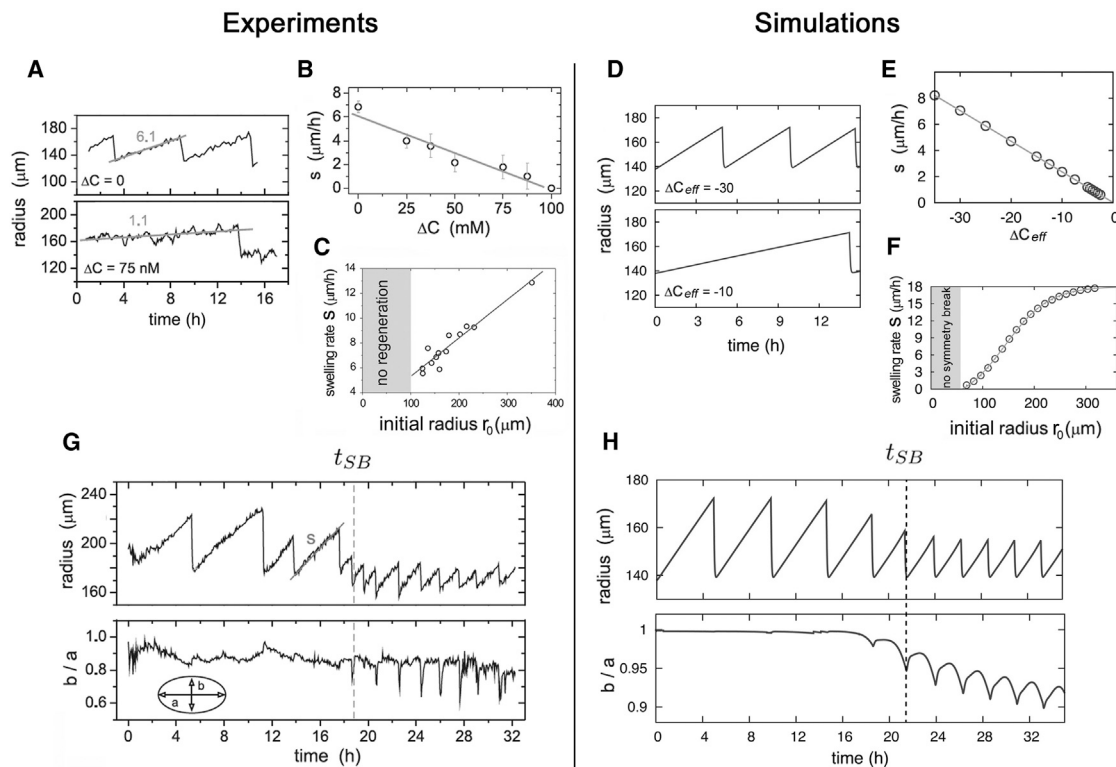 Experiments
Simulations
A
180
160
140
120
6.1
ΔC = 0
radius (μm)
200
180
160
140
120
1.1
ΔC = 75 nM
0 4 8 12 16
time (h)
B
s (μm/h)
8
6
4
2
0
0 25 50 75 100
ΔC (mM)
C
swelling rate S (μm/h)
14
12
10
8
6
4
no regeneration
0 100 200 300 400
initial radius r0(μm)
D
radius (μm)
180
160
140
120
ΔCeff = -30
180
160
140
120
ΔCeff = -10
0 4 8 12
time (h)
E
s (μm/h)
8
6
4
2
0
-30 -20 -10 0
ΔCeff
F
swelling rate S (μm/h)
18
15
12
9
6
3
0
no symmetry break
0 100 200 300
initial radius r0(μm)
G
tSB
radius (μm)
240
200
160
s
b / a
1.0
0.8
0.6
b
a
0 4 8 12 16 20 24 28 32
time (h)
H
tSB
radius (μm)
180
160
140
b / a
1
0.95
0.9
0 4 8 12 16 20 24 28 32
time (h)